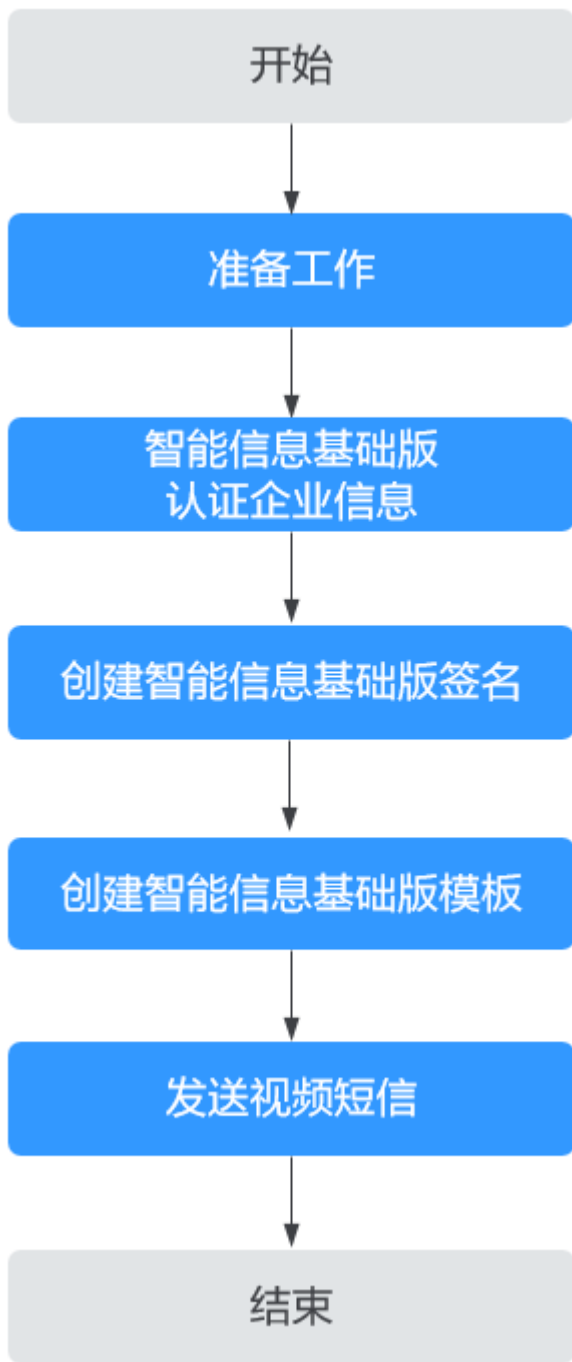 开始
准备工作
智能信息基础版
认证企业信息
创建智能信息基础版签名
创建智能信息基础版模板
发送视频短信
结束